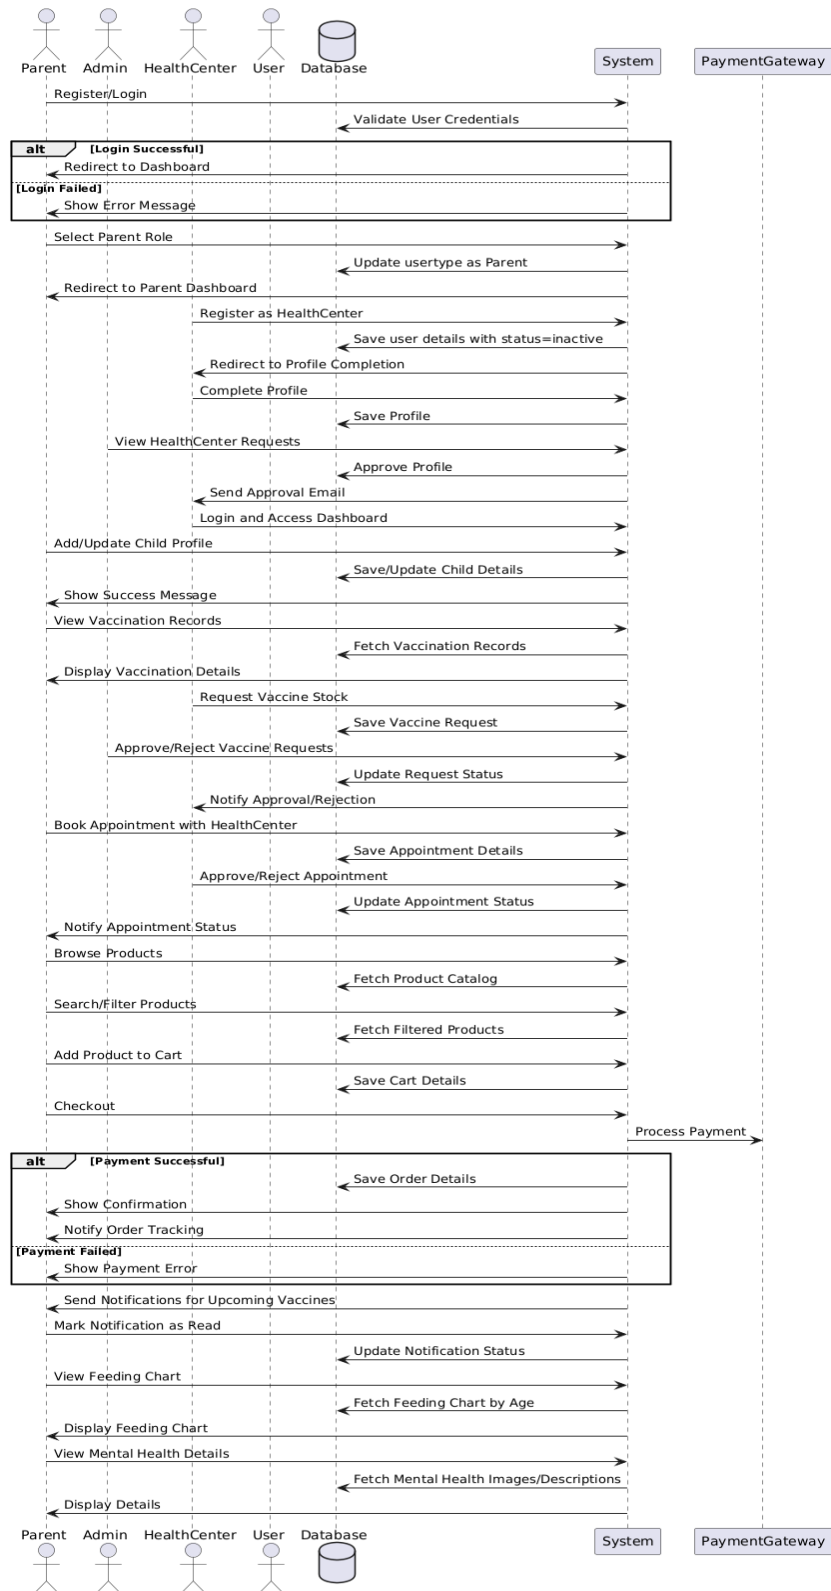 Parent Admin HealthCenter User Database System PaymentGateway
Register/Login
Validate User Credentials
alt [Login Successful]
Redirect to Dashboard
[Login Failed]
Show Error Message
Select Parent Role
Update usertype as Parent
Redirect to Parent Dashboard
Register as HealthCenter
Save user details with status=inactive
Redirect to Profile Completion
Complete Profile
Save Profile
View HealthCenter Requests
Approve Profile
Send Approval Email
Login and Access Dashboard
Add/Update Child Profile
Save/Update Child Details
Show Success Message
View Vaccination Records
Fetch Vaccination Records
Display Vaccination Details
Request Vaccine Stock
Save Vaccine Request
Approve/Reject Vaccine Requests
Update Request Status
Notify Approval/Rejection
Book Appointment with HealthCenter
Save Appointment Details
Approve/Reject Appointment
Update Appointment Status
Notify Appointment Status
Browse Products
Fetch Product Catalog
Search/Filter Products
Fetch Filtered Products
Add Product to Cart
Save Cart Details
Checkout
Process Payment
alt [Payment Successful]
Save Order Details
Show Confirmation
Notify Order Tracking
[Payment Failed]
Show Payment Error
Send Notifications for Upcoming Vaccines
Mark Notification as Read
Update Notification Status
View Feeding Chart
Fetch Feeding Chart by Age
Display Feeding Chart
View Mental Health Details
Fetch Mental Health Images/Descriptions
Display Details
Parent Admin HealthCenter User Database System PaymentGateway